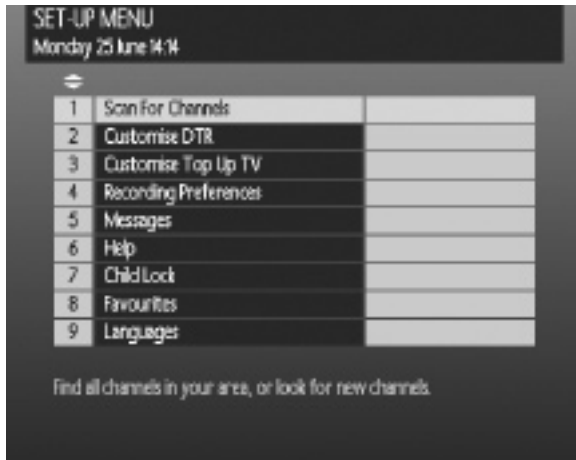 SET-UP MENU
Monday 25 June 14:14
1 Scan For Channels
2 Customise DTR
3 Customise Top Up TV
4 Recording Preferences
5 Messages
6 Help
7 Child Lock
8 Favourites
9 Languages
Find all channels in your area, or look for new channels.